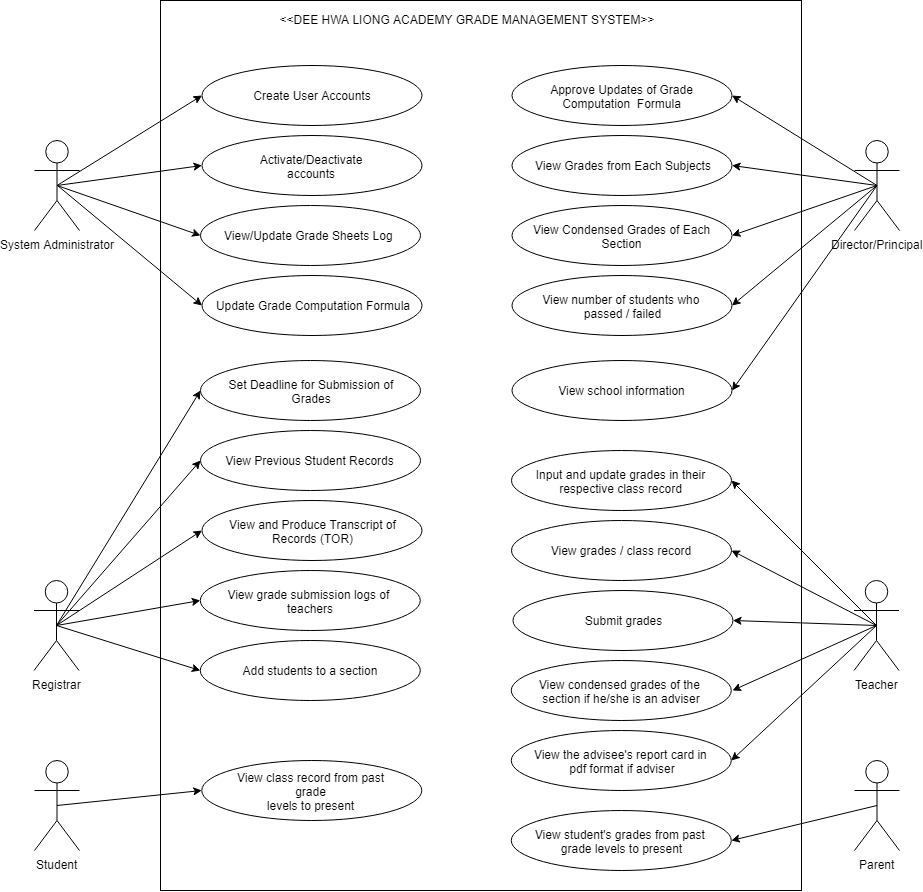 <<DEE HWA LIONG ACADEMY GRADE MANAGEMENT SYSTEM>>
Create User Accounts
Activate/Deactivate
accounts
View/Update Grade Sheets Log
Update Grade Computation Formula
System Administrator
Approve Updates of Grade
Computation Formula
View Grades from Each Subjects
View Condensed Grades of Each
Section
View number of students who
passed / failed
View school information
Director/Principal
Set Deadline for Submission of
Grades
View Previous Student Records
View and Produce Transcript of
Records (TOR)
View grade submission logs of
teachers
Add students to a section
Registrar
Input and update grades in their
respective class record
View grades / class record
Submit grades
View condensed grades of the
section if he/she is an adviser
View the advisee's report card in
pdf format if adviser
Teacher
View class record from past
grade
levels to present
Student
View student's grades from past
grade levels to present
Parent